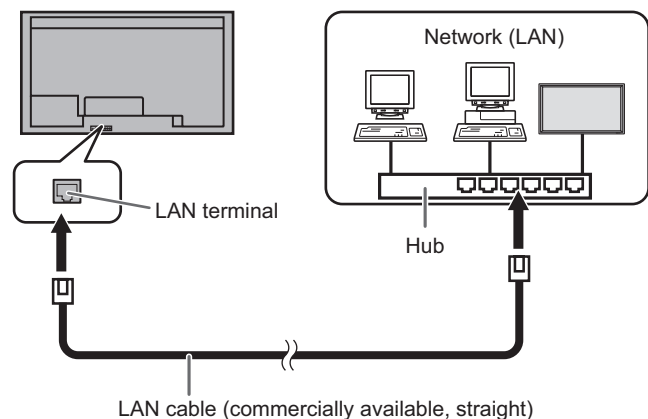 Network (LAN)
LAN terminal
Hub
LAN cable (commercially available, straight)